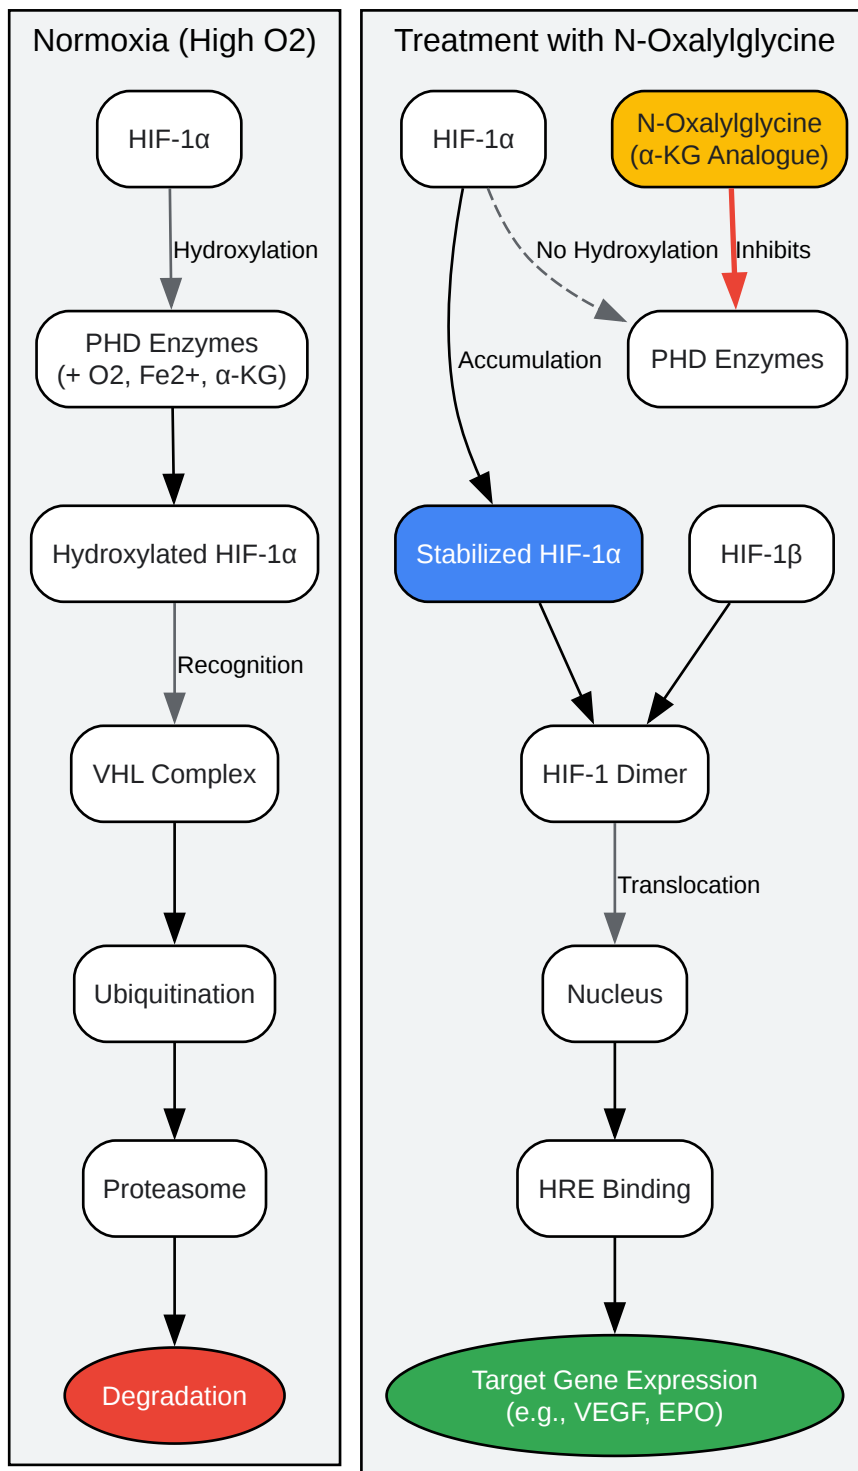 Normoxia (High O2)
HIF-1α
Hydroxylation
PHD Enzymes
(+ O2, Fe2+, α-KG)
Hydroxylated HIF-1α
Recognition
VHL Complex
Ubiquitination
Proteasome
Degradation
Treatment with N-Oxalylglycine
HIF-1α
N-Oxalylglycine
(α-KG Analogue)
No Hydroxylation
Inhibits
PHD Enzymes
Accumulation
Stabilized HIF-1α
HIF-1β
HIF-1 Dimer
Translocation
Nucleus
HRE Binding
Target Gene Expression
(e.g., VEGF, EPO)